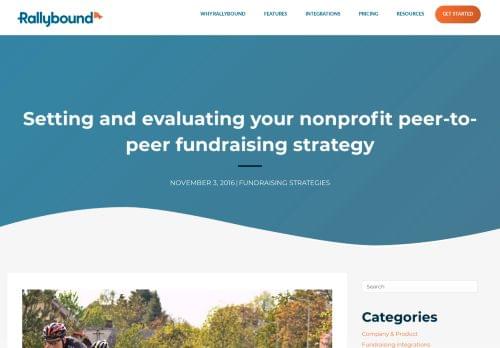 Rallybound
WHY RALLYBOUND
FEATURES
INTEGRATIONS
PRICING
RESOURCES
GET STARTED
Setting and evaluating your nonprofit peer-to-
peer fundraising strategy
NOVEMBER 3, 2016 | FUNDRAISING STRATEGIES
Search
Categories
Company & Product
Fundraising Integrations